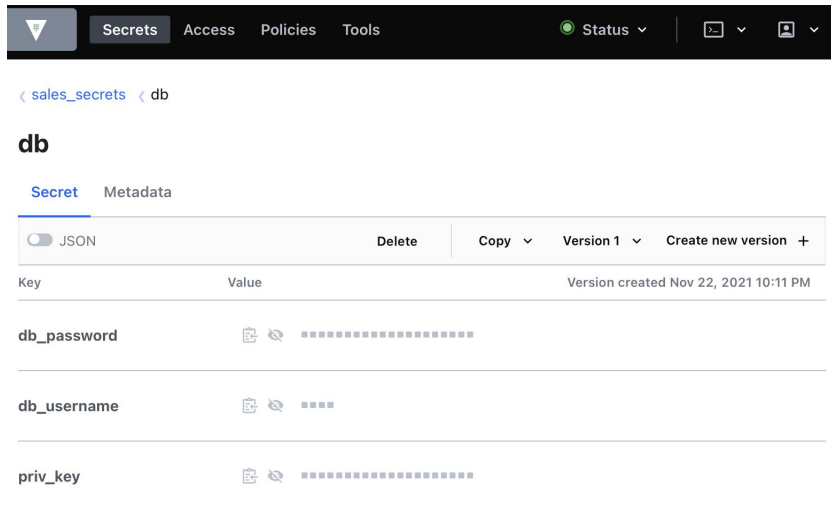 Secrets Access Policies Tools Status
sales_secrets db
db
Secret Metadata
JSON Delete Copy Version 1 Create new version +
Key Value Version created Nov 22, 2021 10:11 PM
db_password
db_username
priv_key